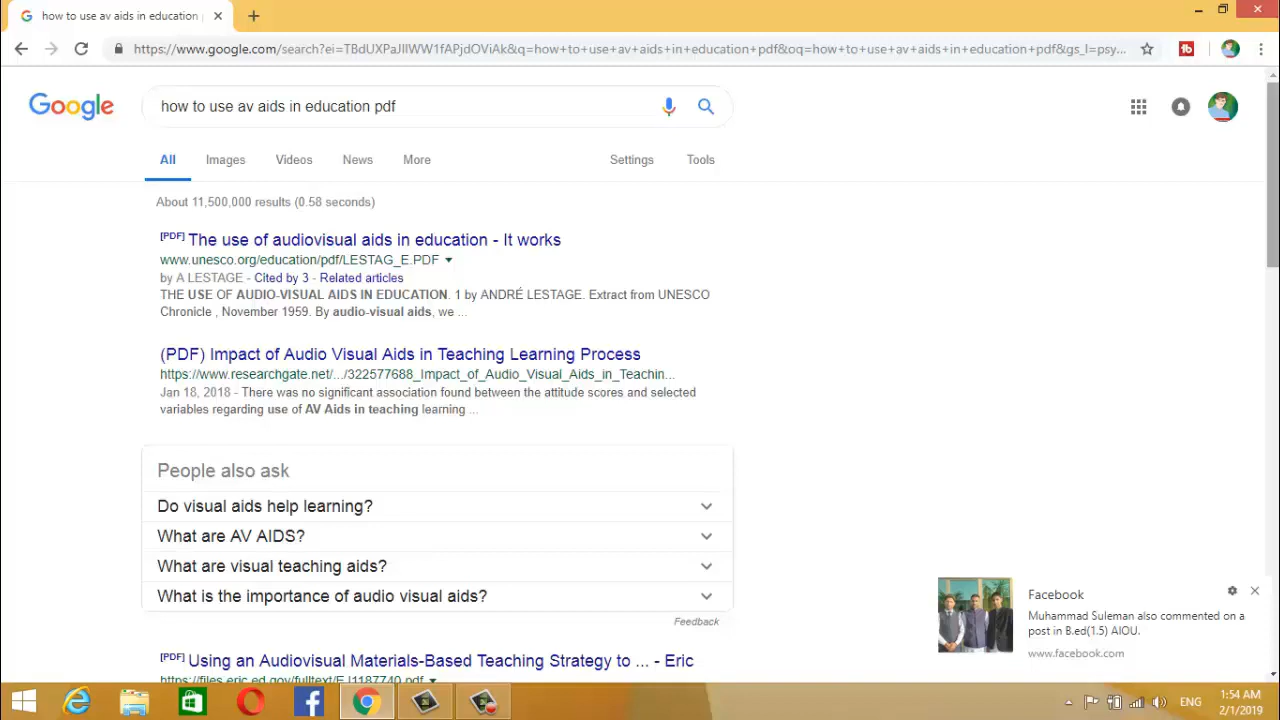 how to use av aids in education
https://www.google.com/search?ei=TBdUXPaJIIWW1fAPjdOViAk&q=how+to+use+av+aids+in+education+pdf&oq=how+to+use+av+aids+in+education+pdf&gs_l=psy...
Google
how to use av aids in education pdf
All Images Videos News More Settings Tools
About 11,500,000 results (0.58 seconds)
[PDF] The use of audiovisual aids in education - It works
www.unesco.org/education/pdf/LESTAG_E.PDF
by A LESTAGE - Cited by 3 - Related articles
THE USE OF AUDIO-VISUAL AIDS IN EDUCATION. 1 by ANDRÉ LESTAGE. Extract from UNESCO
Chronicle , November 1959. By audio-visual aids, we ...
(PDF) Impact of Audio Visual Aids in Teaching Learning Process
https://www.researchgate.net/.../322577688_Impact_of_Audio_Visual_Aids_in_Teachin...
Jan 18, 2018 - There was no significant association found between the attitude scores and selected
variables regarding use of AV Aids in teaching learning ...
People also ask
Do visual aids help learning?
What are AV AIDS?
What are visual teaching aids?
What is the importance of audio visual aids?
Feedback
[PDF] Using an Audiovisual Materials-Based Teaching Strategy to ... - Eric
https://files.eric.ed.gov/fulltext/EJ1187740.pdf
Facebook
Muhammad Suleman also commented on a
post in B.ed(1.5) AIOU.
www.facebook.com
ENG
1:54 AM
2/1/2019